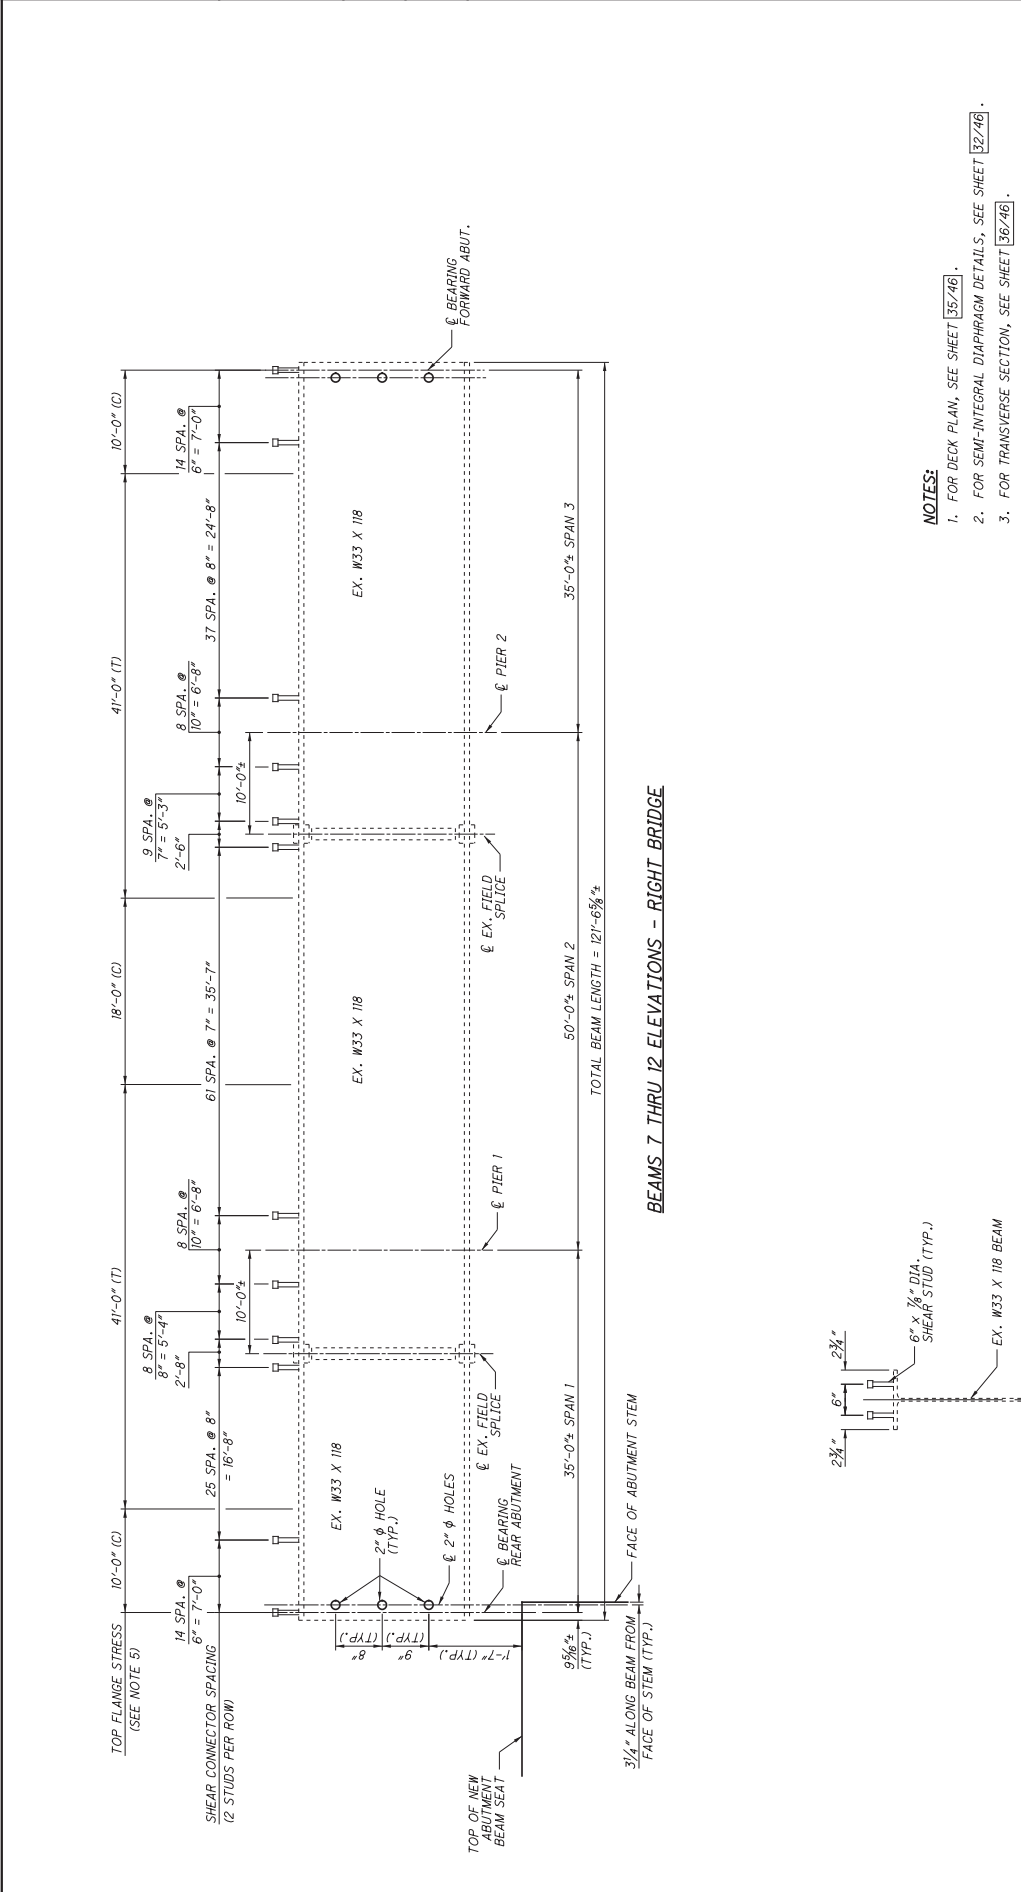 TOP FLANGE STRESS
(SEE NOTE 5)
10'-0" (C)
41'-0" (T)
18'-0" (C)
41'-0" (T)
10'-0" (C)
SHEAR CONNECTOR SPACING
(2 STUDS PER ROW)
14 SPA. @
6" = 7'-0"
25 SPA. @ 8"
= 16'-8"
2'-8"
8 SPA. @
8" = 5'-4"
8 SPA. @
10" = 6'-8"
61 SPA. @ 7" = 35'-7"
2'-6"
9 SPA. @
7" = 5'-3"
8 SPA. @
10" = 6'-8"
37 SPA. @ 8" = 24'-8"
14 SPA. @
6" = 7'-0"
10'-0"±
10'-0"±
EX. W33 X 118
EX. W33 X 118
EX. W33 X 118
2" ϕ HOLE
(TYP.)
℄ 2" ϕ HOLES
℄ BEARING
REAR ABUTMENT
℄ EX. FIELD
SPLICE
℄ PIER 1
℄ EX. FIELD
SPLICE
℄ PIER 2
℄ BEARING
FORWARD ABUT.
8"
(TYP.)
9"
(TYP.)
1'-7" (TYP.)
TOP OF NEW
ABUTMENT
BEAM SEAT
9 5/16"±
(TYP.)
35'-0"± SPAN 1
50'-0"± SPAN 2
35'-0"± SPAN 3
TOTAL BEAM LENGTH = 121'-6 5/8"±
FACE OF ABUTMENT STEM
3 1/4" ALONG BEAM FROM
FACE OF STEM (TYP.)
BEAMS 7 THRU 12 ELEVATIONS - RIGHT BRIDGE
2 3/4"
6"
2 3/4"
6" x 7/8" DIA.
SHEAR STUD (TYP.)
EX. W33 X 118 BEAM
NOTES:
1. FOR DECK PLAN, SEE SHEET 35/46.
2. FOR SEMI-INTEGRAL DIAPHRAGM DETAILS, SEE SHEET 32/46.
3. FOR TRANSVERSE SECTION, SEE SHEET 36/46.